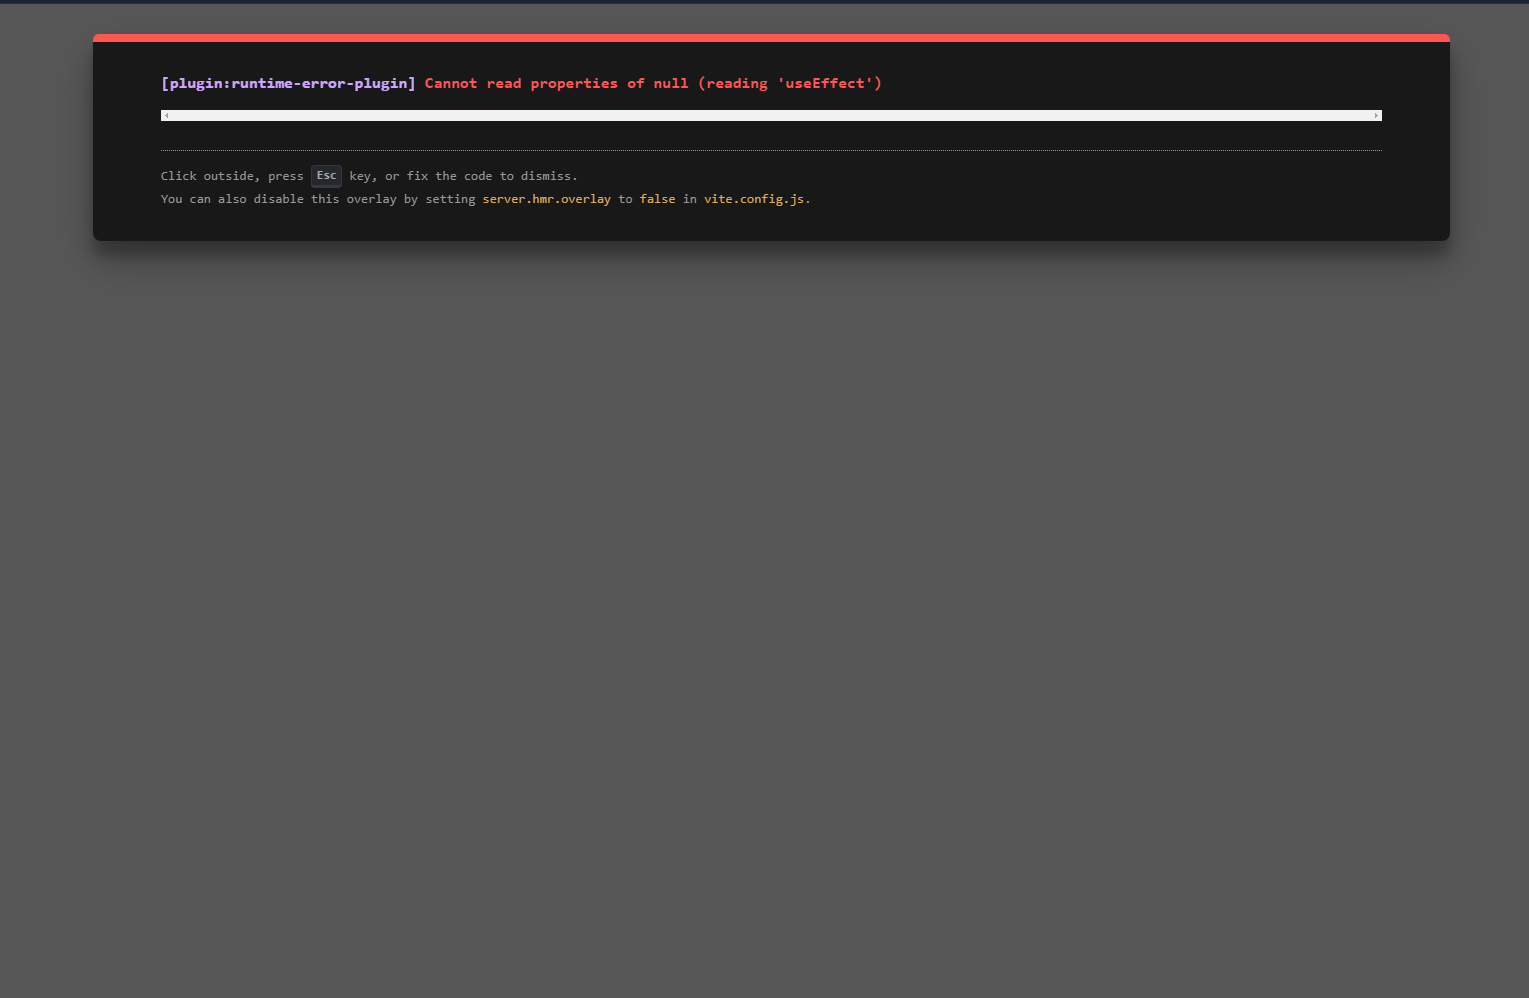 [plugin:runtime-error-plugin] Cannot read properties of null (reading 'useEffect')
Click outside, press Esc key, or fix the code to dismiss.
You can also disable this overlay by setting server.hmr.overlay to false in vite.config.js.